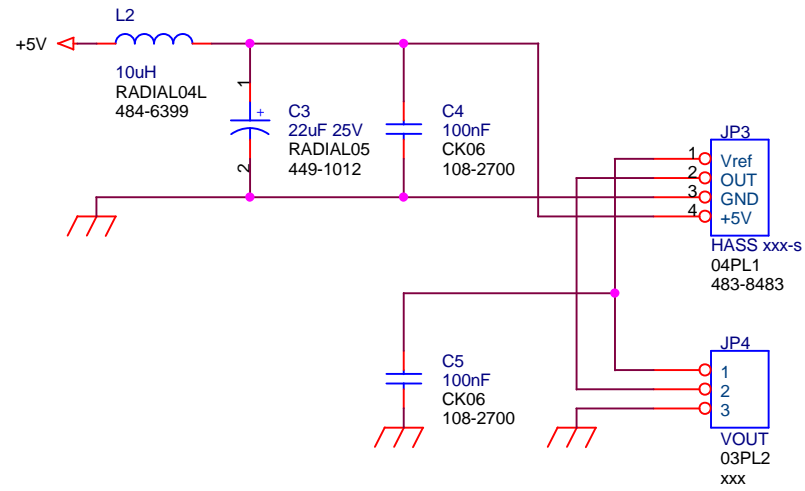 L2
+5V
10uH
RADIAL04L
484-6399
1
+
2
C3
22uF 25V
RADIAL05
449-1012
C4
100nF
CK06
108-2700
JP3
1 Vref
2 OUT
3 GND
4 +5V
HASS xxx-s
04PL1
483-8483
C5
100nF
CK06
108-2700
JP4
1
2
3
VOUT
03PL2
xxx